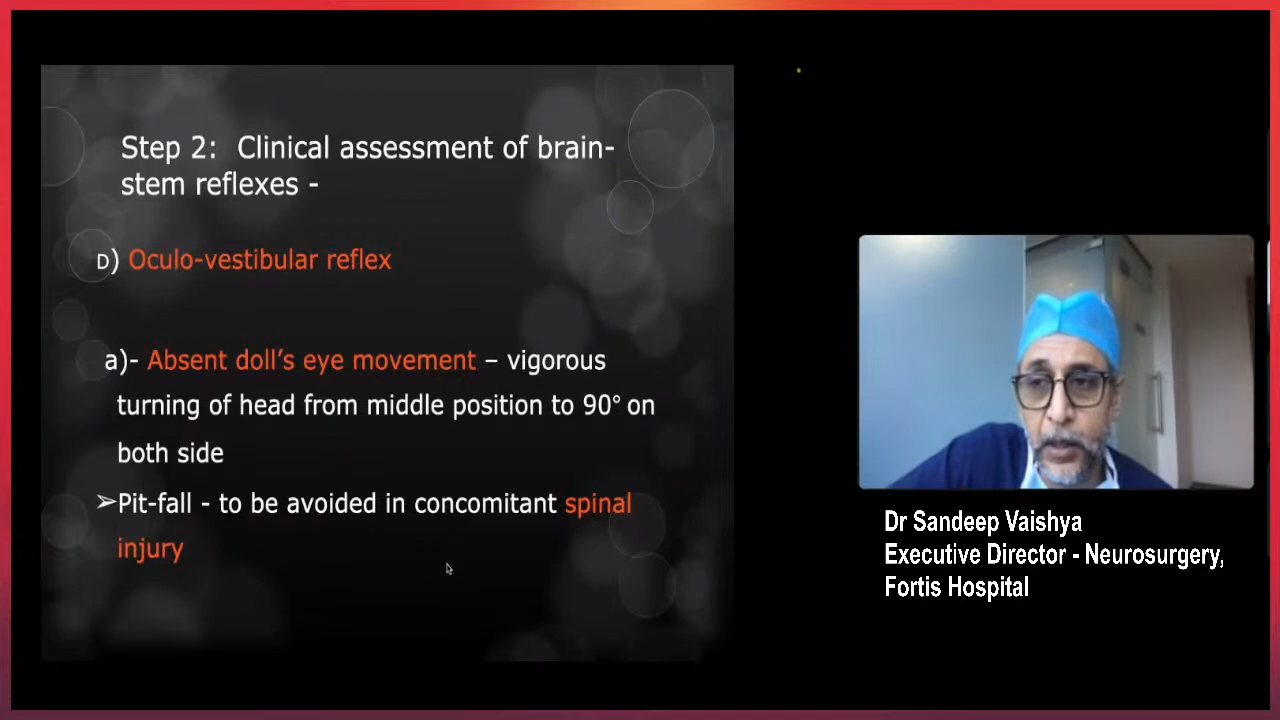 Step 2: Clinical assessment of brain-
stem reflexes -
D) Oculo-vestibular reflex
a)- Absent doll's eye movement – vigorous
turning of head from middle position to 90° on
both side
➢Pit-fall - to be avoided in concomitant spinal
injury
Dr Sandeep Vaishya
Executive Director - Neurosurgery,
Fortis Hospital